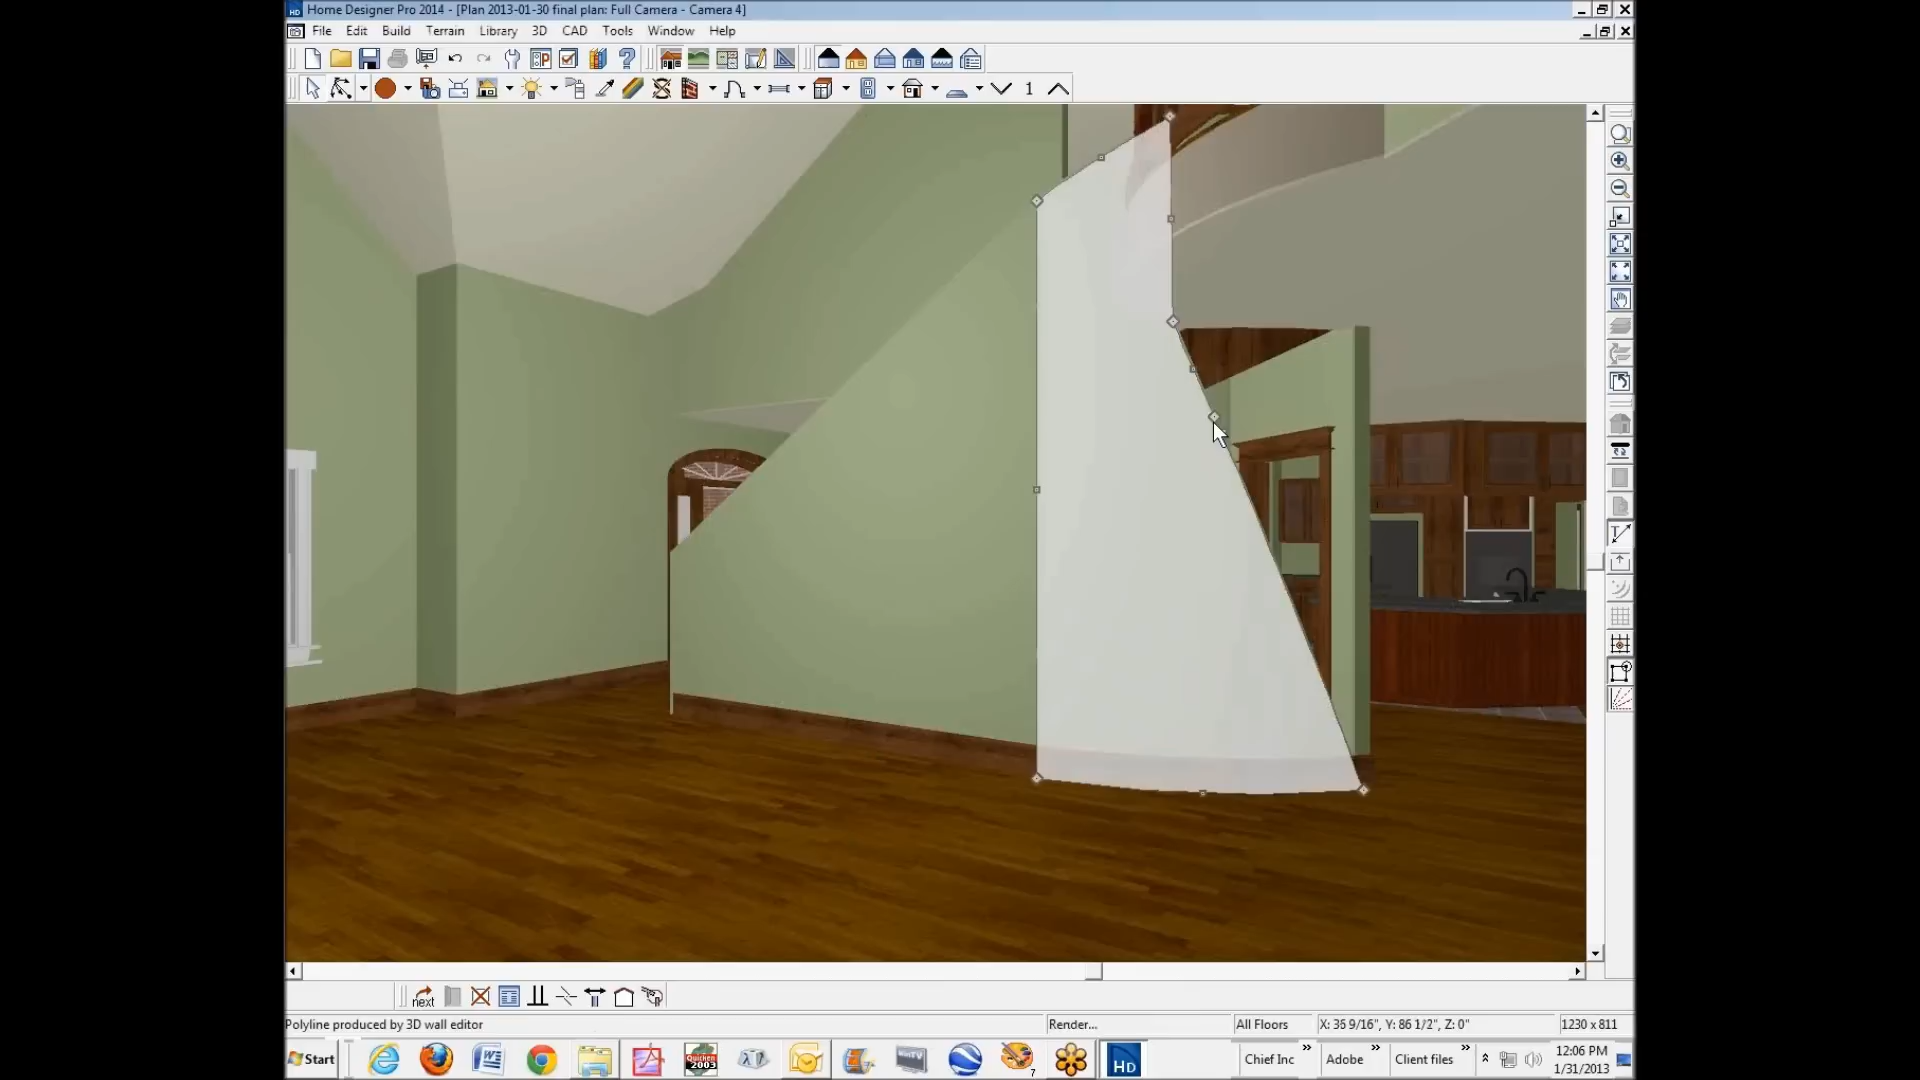 Home Designer Pro 2014 - [Plan 2013-01-30 final plan: Full Camera - Camera 4]
File Edit Build Terrain Library 3D CAD Tools Window Help
1
next
Polyline produced by 3D wall editor
Render...
All Floors
X: 35 9/16", Y: 86 1/2", Z: 0"
1230 x 811
Start
Quicken 2003
7
HD
Chief Inc
Adobe
Client files
12:06 PM
1/31/2013